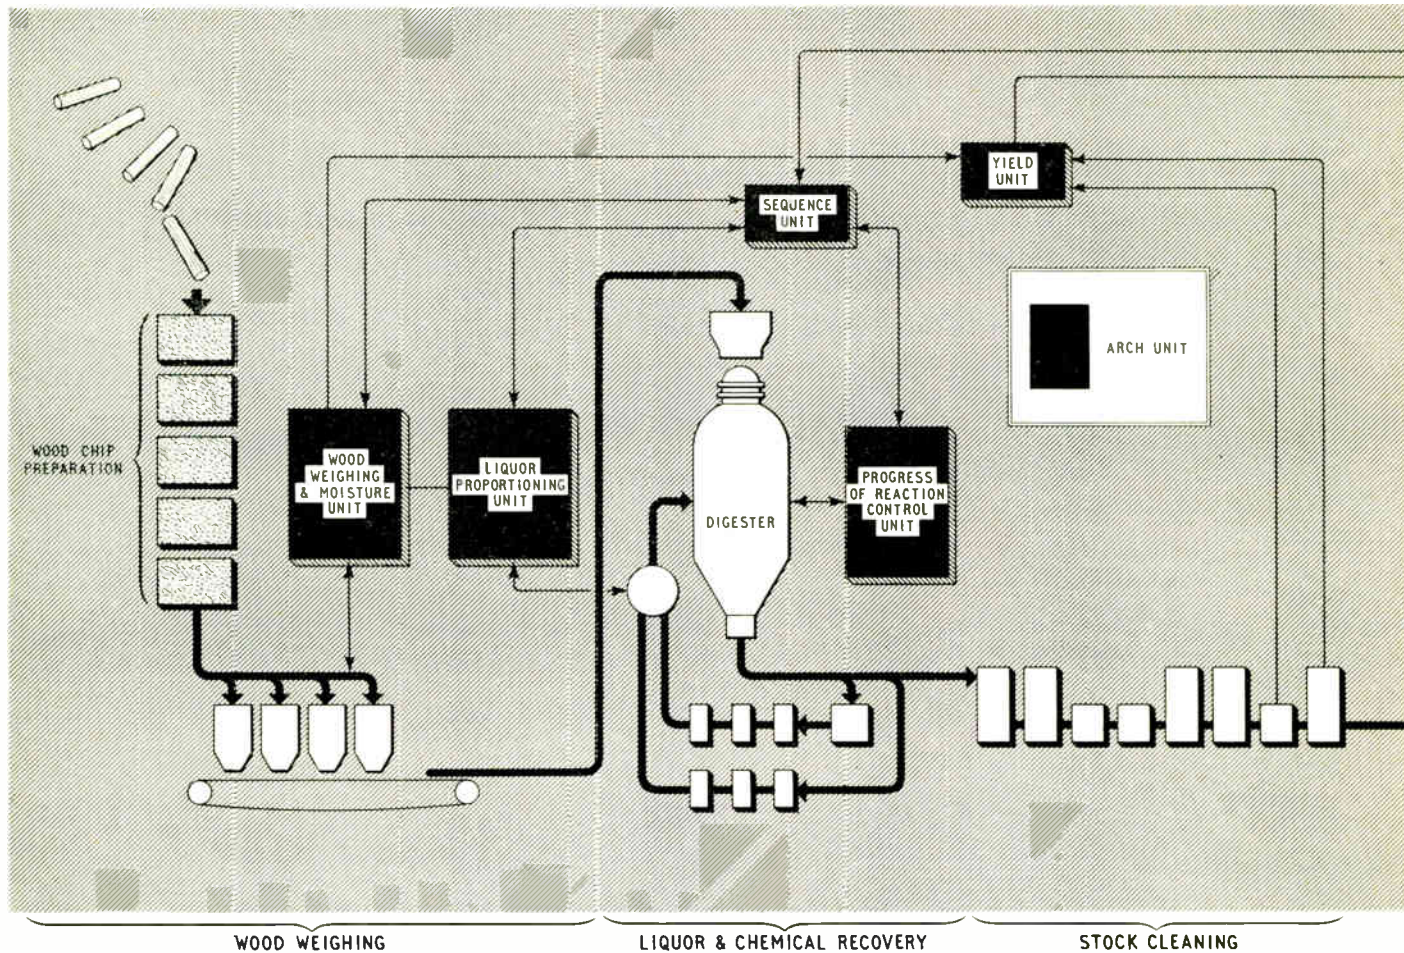 YIELD
UNIT
SEQUENCE
UNIT
ARCH UNIT
WOOD CHIP
PREPARATION
WOOD
WEIGHING
& MOISTURE
UNIT
LIQUOR
PROPORTIONING
UNIT
DIGESTER
PROGRESS
OF REACTION
CONTROL
UNIT
WOOD WEIGHING
LIQUOR & CHEMICAL RECOVERY
STOCK CLEANING